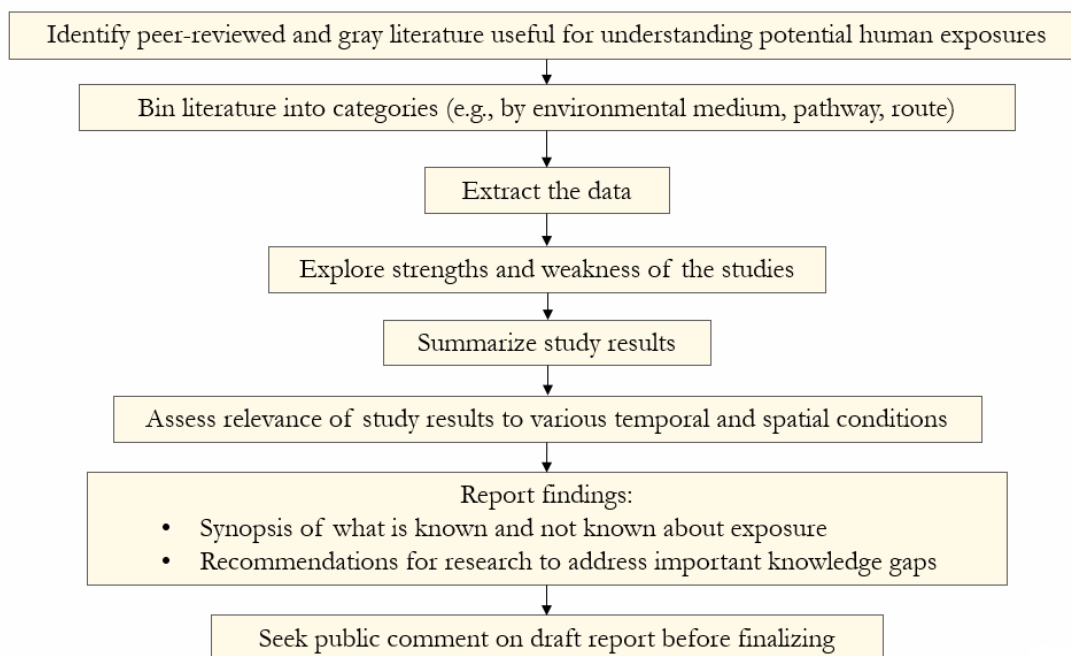 Identify peer-reviewed and gray literature useful for understanding potential human exposures
Bin literature into categories (e.g., by environmental medium, pathway, route)
Extract the data
Explore strengths and weakness of the studies
Summarize study results
Assess relevance of study results to various temporal and spatial conditions
Report findings:
• Synopsis of what is known and not known about exposure
• Recommendations for research to address important knowledge gaps
Seek public comment on draft report before finalizing